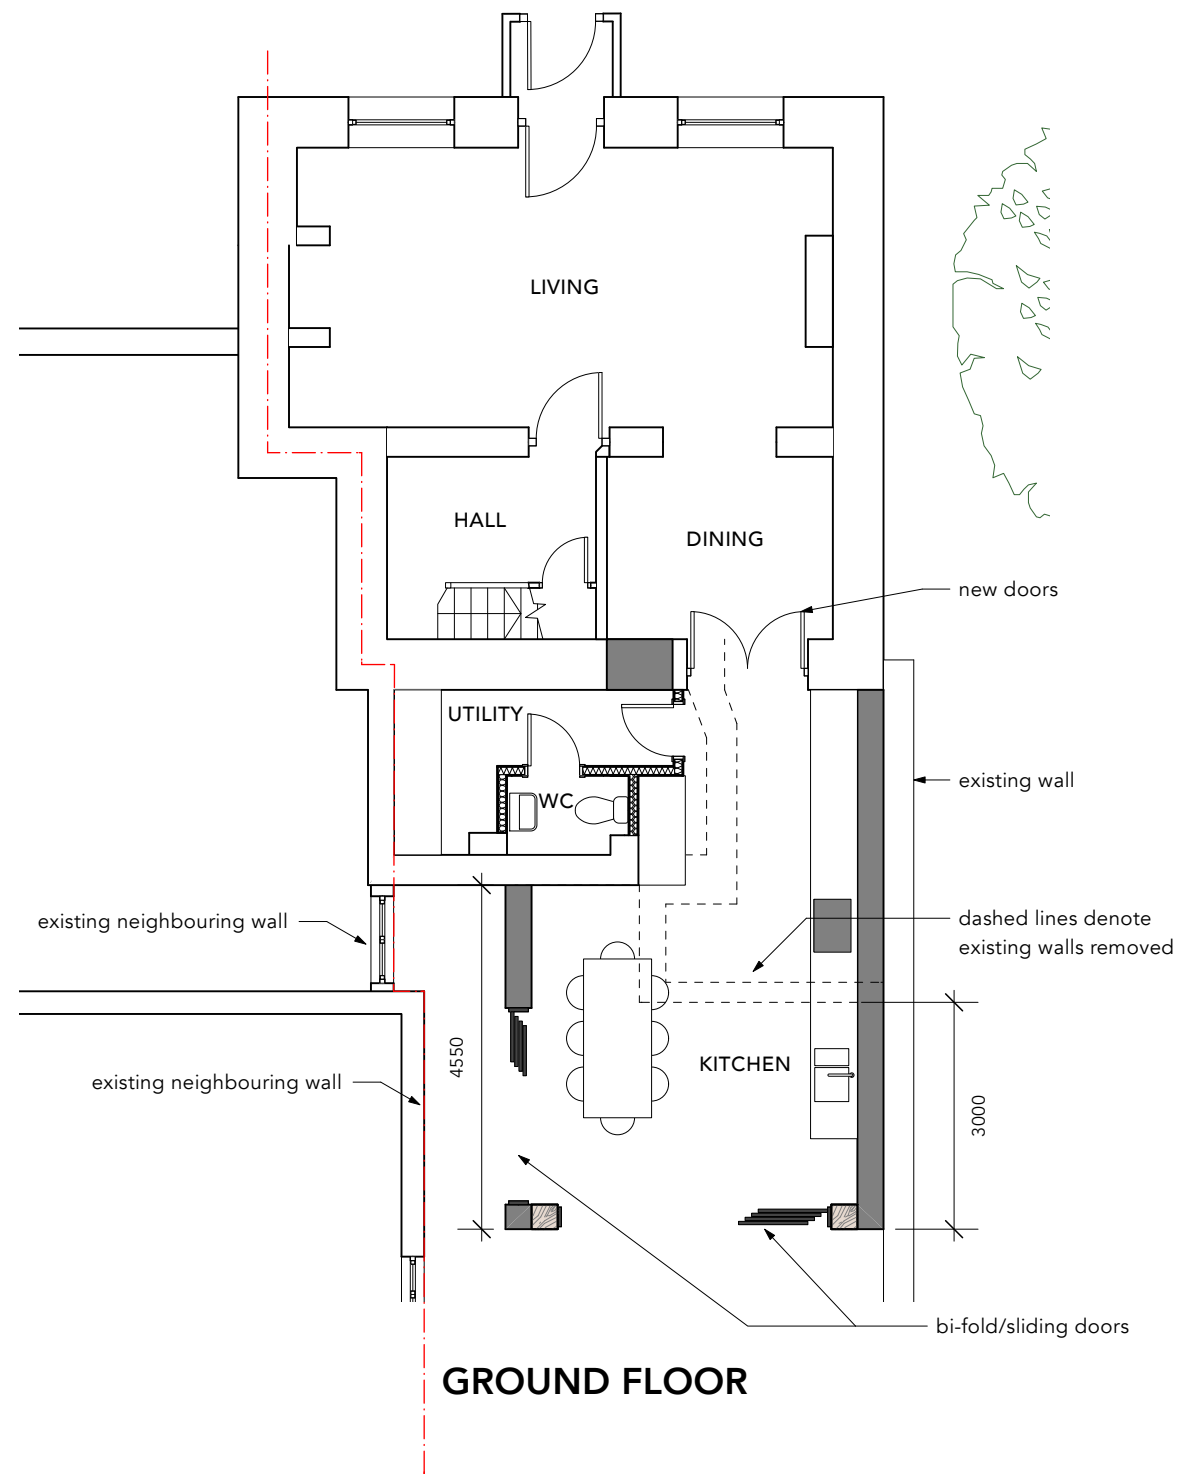 LIVING
HALL
DINING
new doors
UTILITY
existing wall
WC
existing neighbouring wall
dashed lines denote
existing walls removed
4550
KITCHEN
existing neighbouring wall
3000
bi-fold/sliding doors
GROUND FLOOR